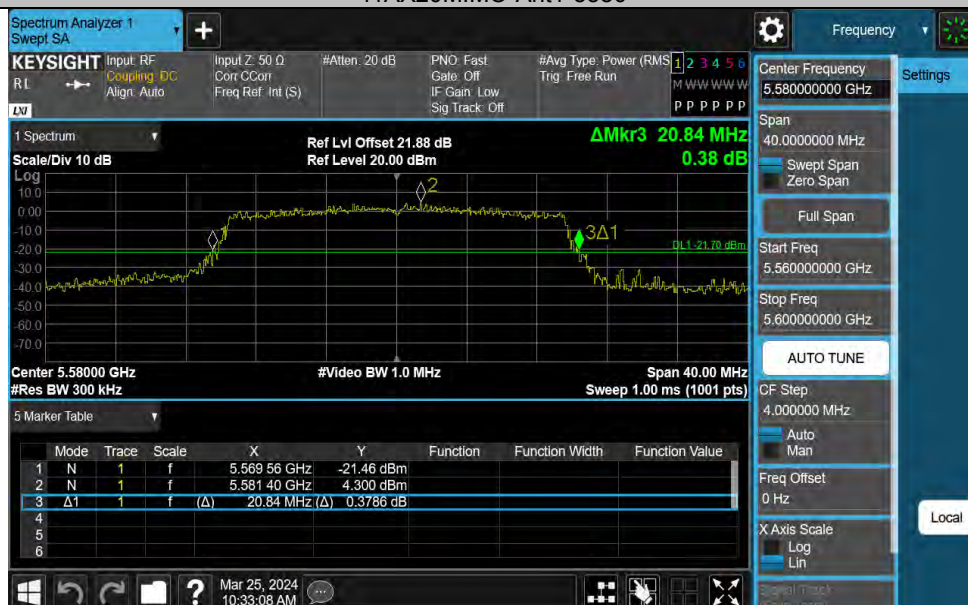 Spectrum Analyzer 1
Swept SA
+
Frequency
KEYSIGHT
RL
LXI
Input: RF
Coupling: DC
Align: Auto
Input Z: 50 Ω
Corr CCorr
Freq Ref: Int (S)
#Atten: 20 dB
PNO: Fast
Gate: Off
IF Gain: Low
Sig Track: Off
#Avg Type: Power (RMS
Trig: Free Run
1 2 3 4 5 6
M W W W W W
P P P P P P
1 Spectrum
Scale/Div 10 dB
Ref Lvl Offset 21.88 dB
Ref Level 20.00 dBm
ΔMkr3 20.84 MHz
0.38 dB
Log
10.0
0.00
-10.0
-20.0
-30.0
-40.0
-50.0
-60.0
-70.0
1
2
3Δ1
DL1 -21.70 dBm
Center 5.58000 GHz
#Video BW 1.0 MHz
Span 40.00 MHz
#Res BW 300 kHz
Sweep 1.00 ms (1001 pts)
5 Marker Table
Mode Trace Scale X Y Function Function Width Function Value
1 N 1 f 5.569 56 GHz -21.46 dBm
2 N 1 f 5.581 40 GHz 4.300 dBm
3 Δ1 1 f (Δ) 20.84 MHz (Δ) 0.3786 dB
4
5
6
?
Mar 25, 2024
10:33:08 AM
Center Frequency
5.580000000 GHz
Settings
Span
40.0000000 MHz
Swept Span
Zero Span
Full Span
Start Freq
5.560000000 GHz
Stop Freq
5.600000000 GHz
AUTO TUNE
CF Step
4.000000 MHz
Auto
Man
Freq Offset
0 Hz
Local
X Axis Scale
Log
Lin
Signal Track